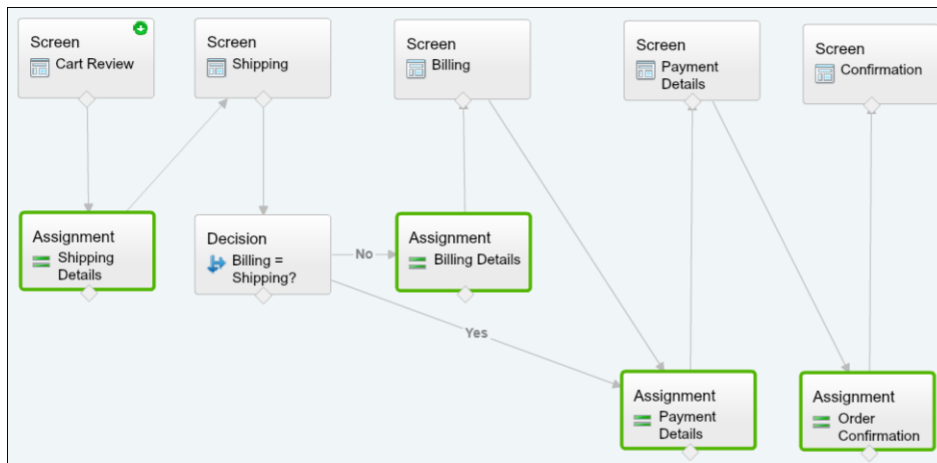 Screen
Cart Review
Screen
Shipping
Screen
Billing
Screen
Payment
Details
Screen
Confirmation
Assignment
Shipping
Details
Decision
Billing =
Shipping?
No
Assignment
Billing Details
Yes
Assignment
Payment
Details
Assignment
Order
Confirmation